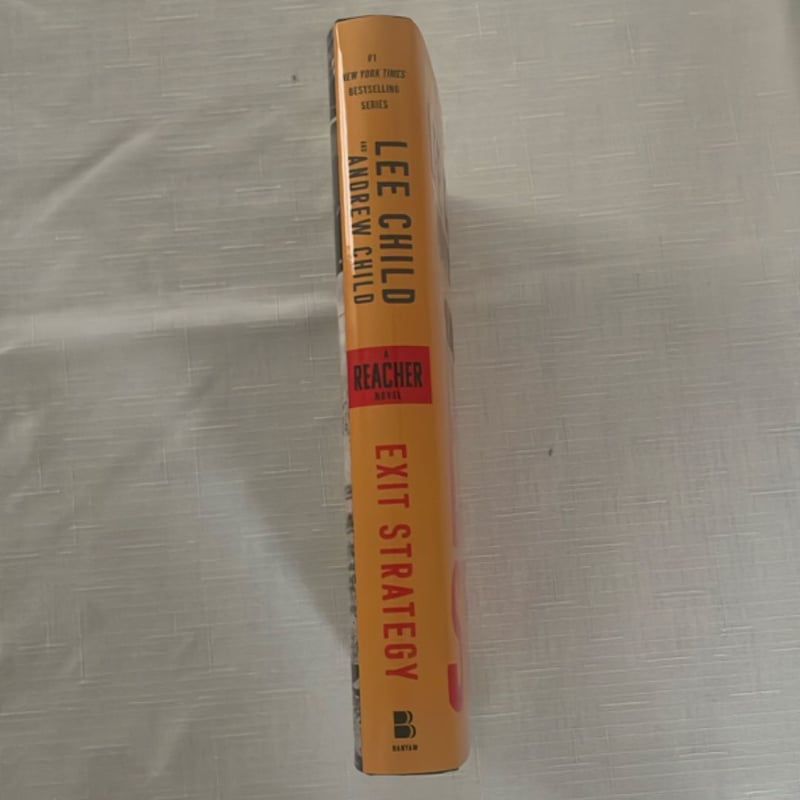 #1
NEW YORK TIMES
BESTSELLING
SERIES
LEE CHILD
AND ANDREW CHILD
A
REACHER
NOVEL
EXIT STRATEGY
B
BANTAM